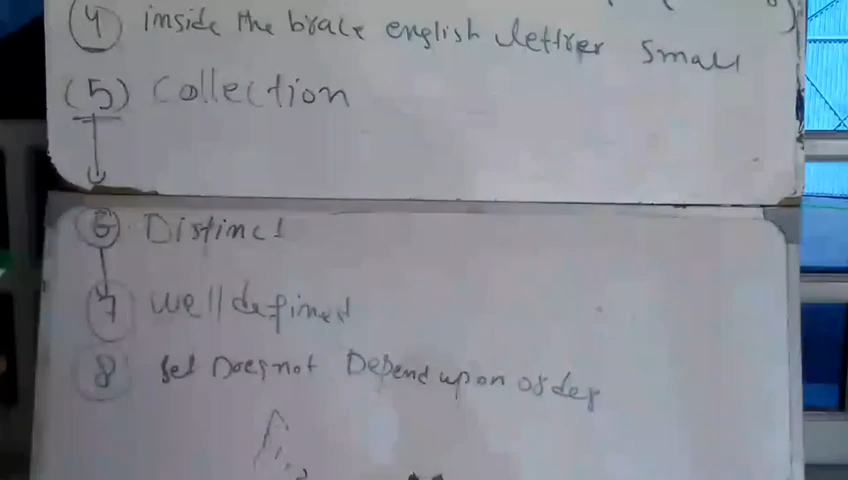 (4) inside the brace english letter small
(5) Collection
(6) Distinct
(7) Well defined
(8) Set Does not Depend upon order